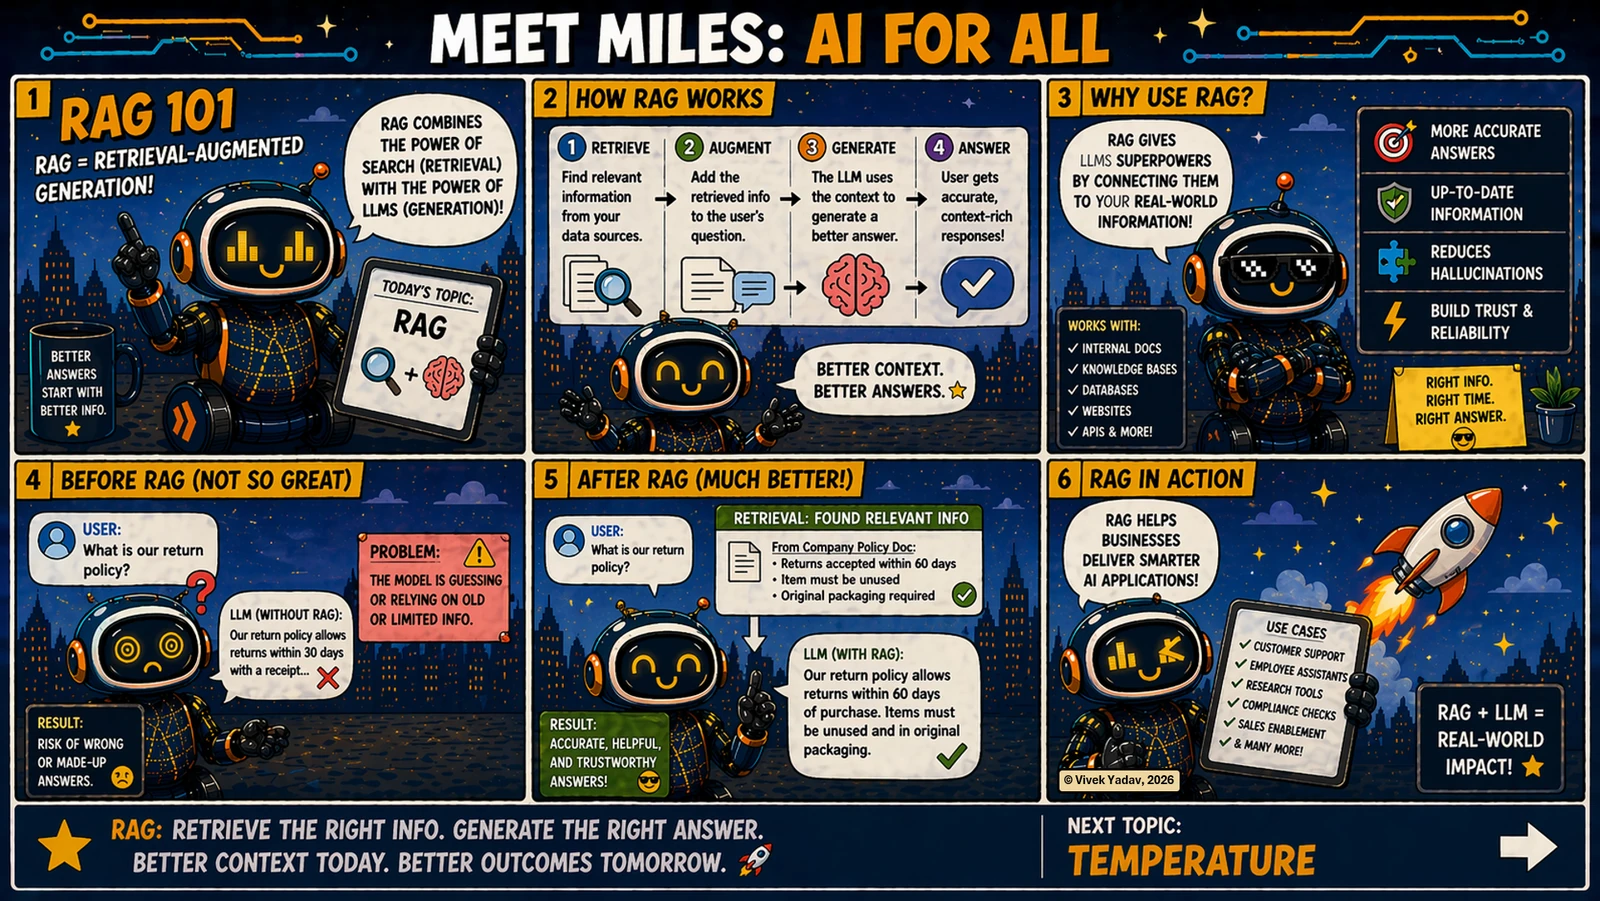 MEET MILES: AI FOR ALL
1
RAG 101
RAG = RETRIEVAL-AUGMENTED
GENERATION!
RAG COMBINES
THE POWER OF
SEARCH (RETRIEVAL)
WITH THE POWER OF
LLMS (GENERATION)!
TODAY'S TOPIC:
RAG
+
BETTER
ANSWERS
START WITH
BETTER INFO.
2 HOW RAG WORKS
1 RETRIEVE
Find relevant
information
from your
data sources.
2 AUGMENT
Add the
retrieved info
to the user's
question.
3 GENERATE
The LLM uses
the context to
generate a
better answer.
4 ANSWER
User gets
accurate,
context-rich
responses!
BETTER CONTEXT.
BETTER ANSWERS.
3 WHY USE RAG?
RAG GIVES
LLMS SUPERPOWERS
BY CONNECTING THEM
TO YOUR REAL-WORLD
INFORMATION!
MORE ACCURATE
ANSWERS
UP-TO-DATE
INFORMATION
REDUCES
HALLUCINATIONS
BUILD TRUST &
RELIABILITY
WORKS WITH:
✓ INTERNAL DOCS
✓ KNOWLEDGE BASES
✓ DATABASES
✓ WEBSITES
✓ APIS & MORE!
RIGHT INFO.
RIGHT TIME.
RIGHT ANSWER.
4 BEFORE RAG (NOT SO GREAT)
USER:
What is our return
policy?
?
LLM (WITHOUT RAG):
Our return policy allows
returns within 30 days
with a receipt...
PROBLEM:
THE MODEL IS GUESSING
OR RELYING ON OLD
OR LIMITED INFO.
RESULT:
RISK OF WRONG
OR MADE-UP
ANSWERS.
5 AFTER RAG (MUCH BETTER!)
USER:
What is our return
policy?
RETRIEVAL: FOUND RELEVANT INFO
From Company Policy Doc:
• Returns accepted within 60 days
• Item must be unused
• Original packaging required
LLM (WITH RAG):
Our return policy allows
returns within 60 days
of purchase. Items must
be unused and in original
packaging.
RESULT:
ACCURATE, HELPFUL,
AND TRUSTWORTHY
ANSWERS!
6 RAG IN ACTION
RAG HELPS
BUSINESSES
DELIVER SMARTER
AI APPLICATIONS!
USE CASES
✓ CUSTOMER SUPPORT
✓ EMPLOYEE ASSISTANTS
✓ RESEARCH TOOLS
✓ COMPLIANCE CHECKS
✓ SALES ENABLEMENT
✓ & MANY MORE!
RAG + LLM =
REAL-WORLD
IMPACT!
© Vivek Yadav, 2026
RAG: RETRIEVE THE RIGHT INFO. GENERATE THE RIGHT ANSWER.
BETTER CONTEXT TODAY. BETTER OUTCOMES TOMORROW.
NEXT TOPIC:
TEMPERATURE